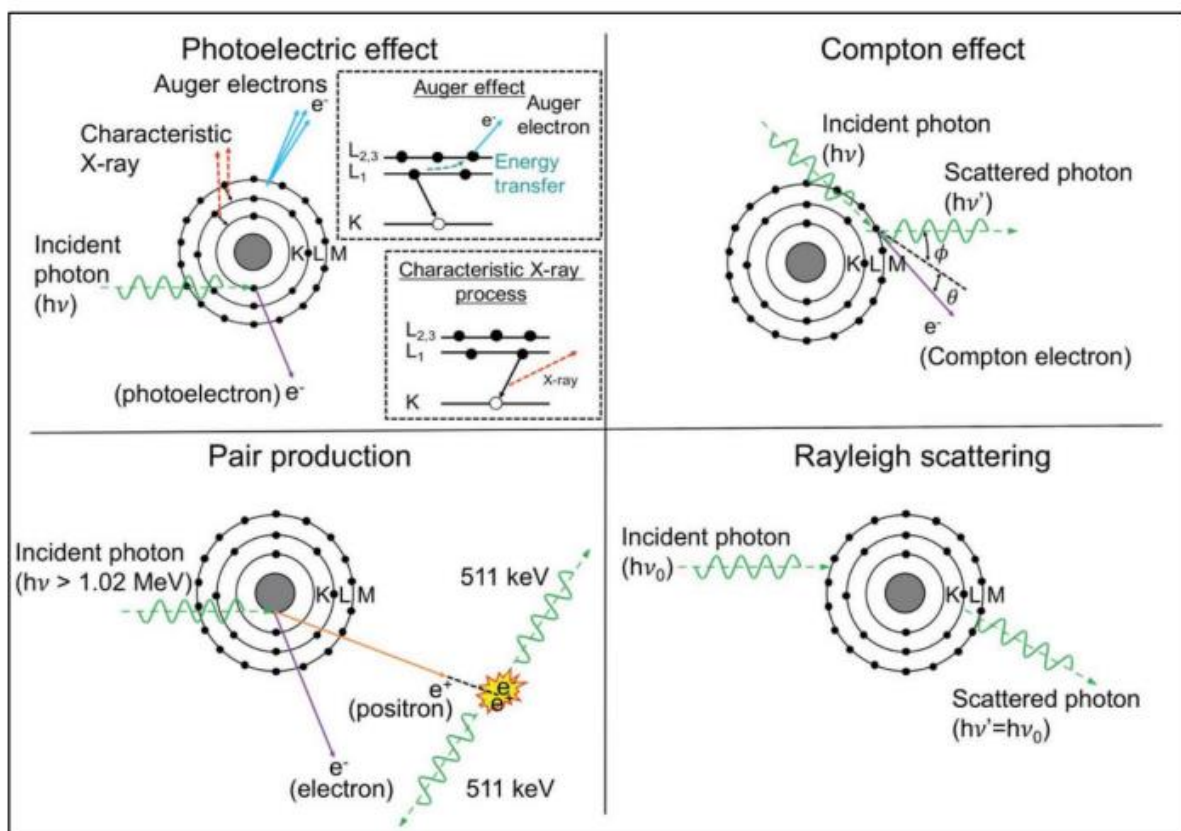 Photoelectric effect
Auger electrons
e-
Characteristic
X-ray
Incident
photon
(hν)
K L M
(photoelectron) e-
Auger effect
Auger
e- electron
L2,3
L1
Energy
transfer
K
Characteristic X-ray
process
L2,3
L1
X-ray
K
Compton effect
Incident photon
(hν)
Scattered photon
(hν')
K L M
ϕ
θ
e-
(Compton electron)
Pair production
Incident photon
(hν > 1.02 MeV)
K L M
511 keV
e+
(positron)
e-
e+
e-
(electron)
511 keV
Rayleigh scattering
Incident photon
(hν0)
K L M
Scattered photon
(hν'=hν0)